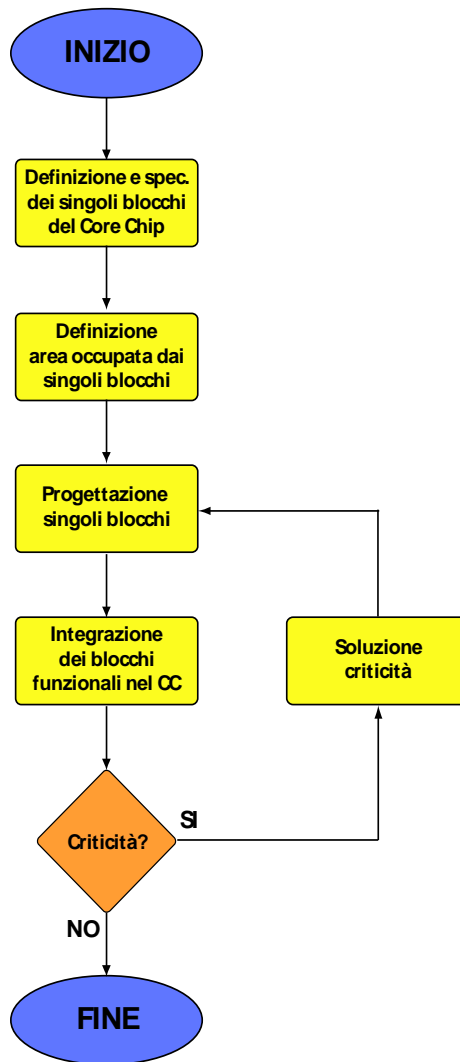 INIZIO
Definizione e spec.
dei singoli blocchi
del Core Chip
Definizione
area occupata dai
singoli blocchi
Progettazione
singoli blocchi
Integrazione
dei blocchi
funzionali nel CC
Soluzione
criticità
Criticità?
SI
NO
FINE